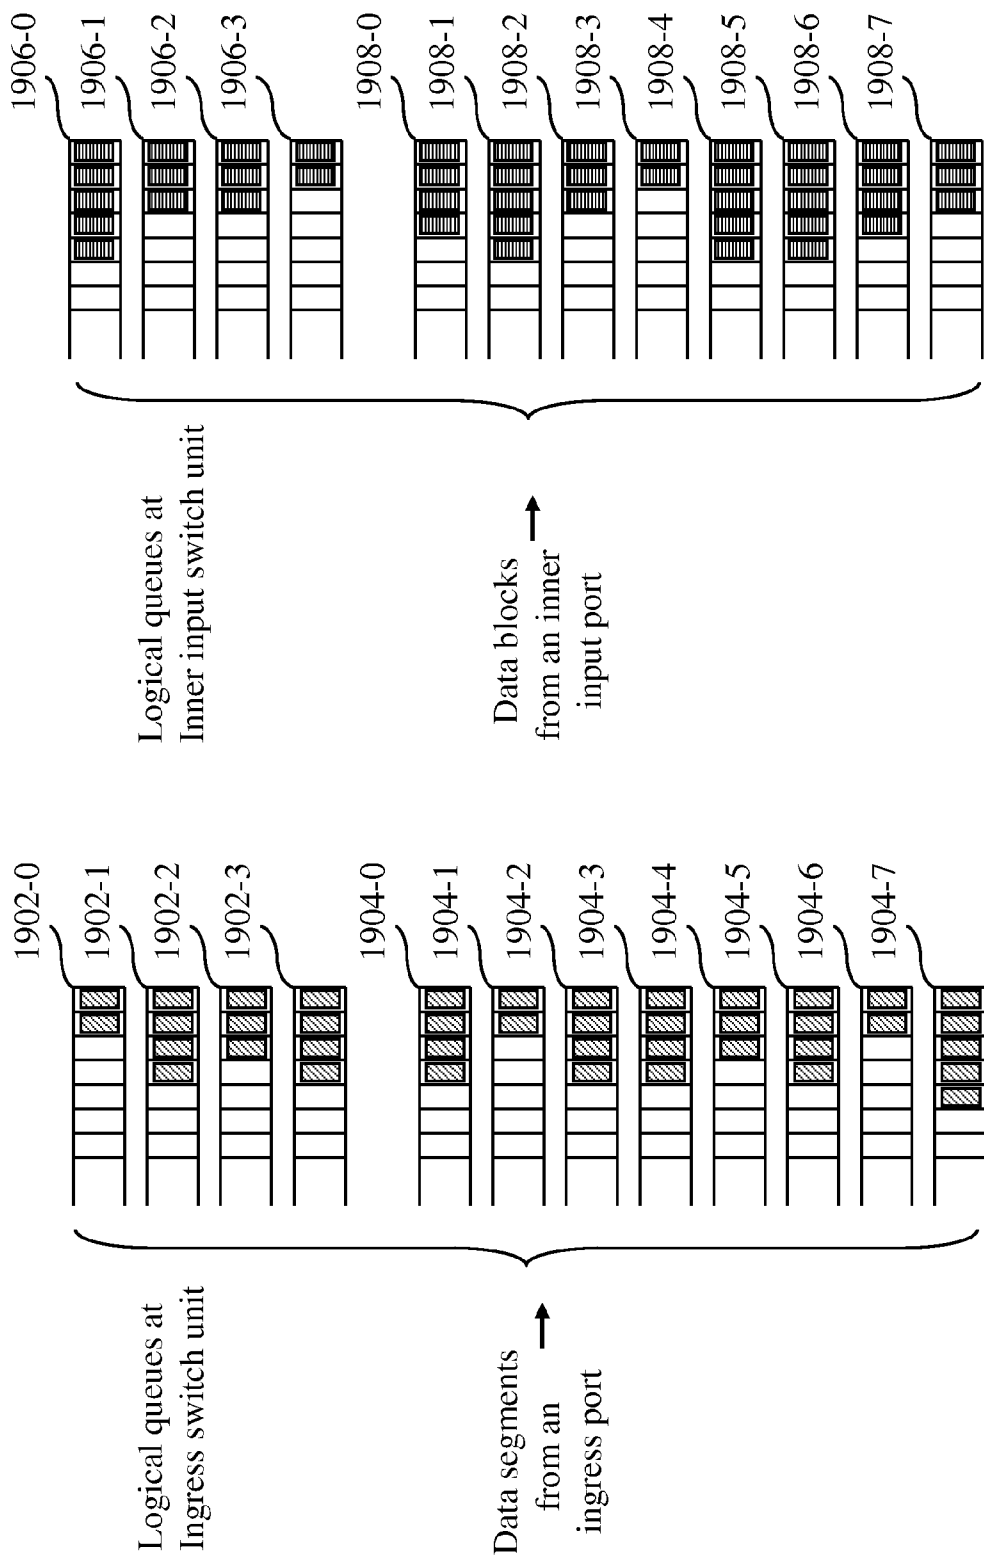 Logical queues at
Ingress switch unit
Data segments
from an
ingress port
1902-0
1902-1
1902-2
1902-3
1904-0
1904-1
1904-2
1904-3
1904-4
1904-5
1904-6
1904-7
Logical queues at
Inner input switch unit
Data blocks
from an inner
input port
1906-0
1906-1
1906-2
1906-3
1908-0
1908-1
1908-2
1908-3
1908-4
1908-5
1908-6
1908-7